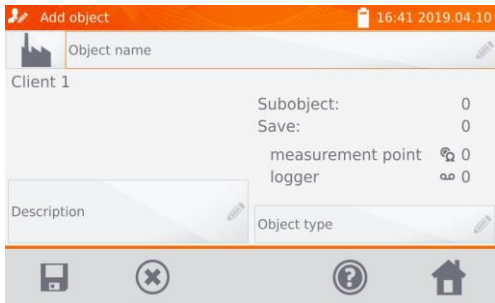 Add object
16:41 2019.04.10
Object name
Client 1
Subobject: 0
Save: 0
measurement point 0
logger 0
Description
Object type